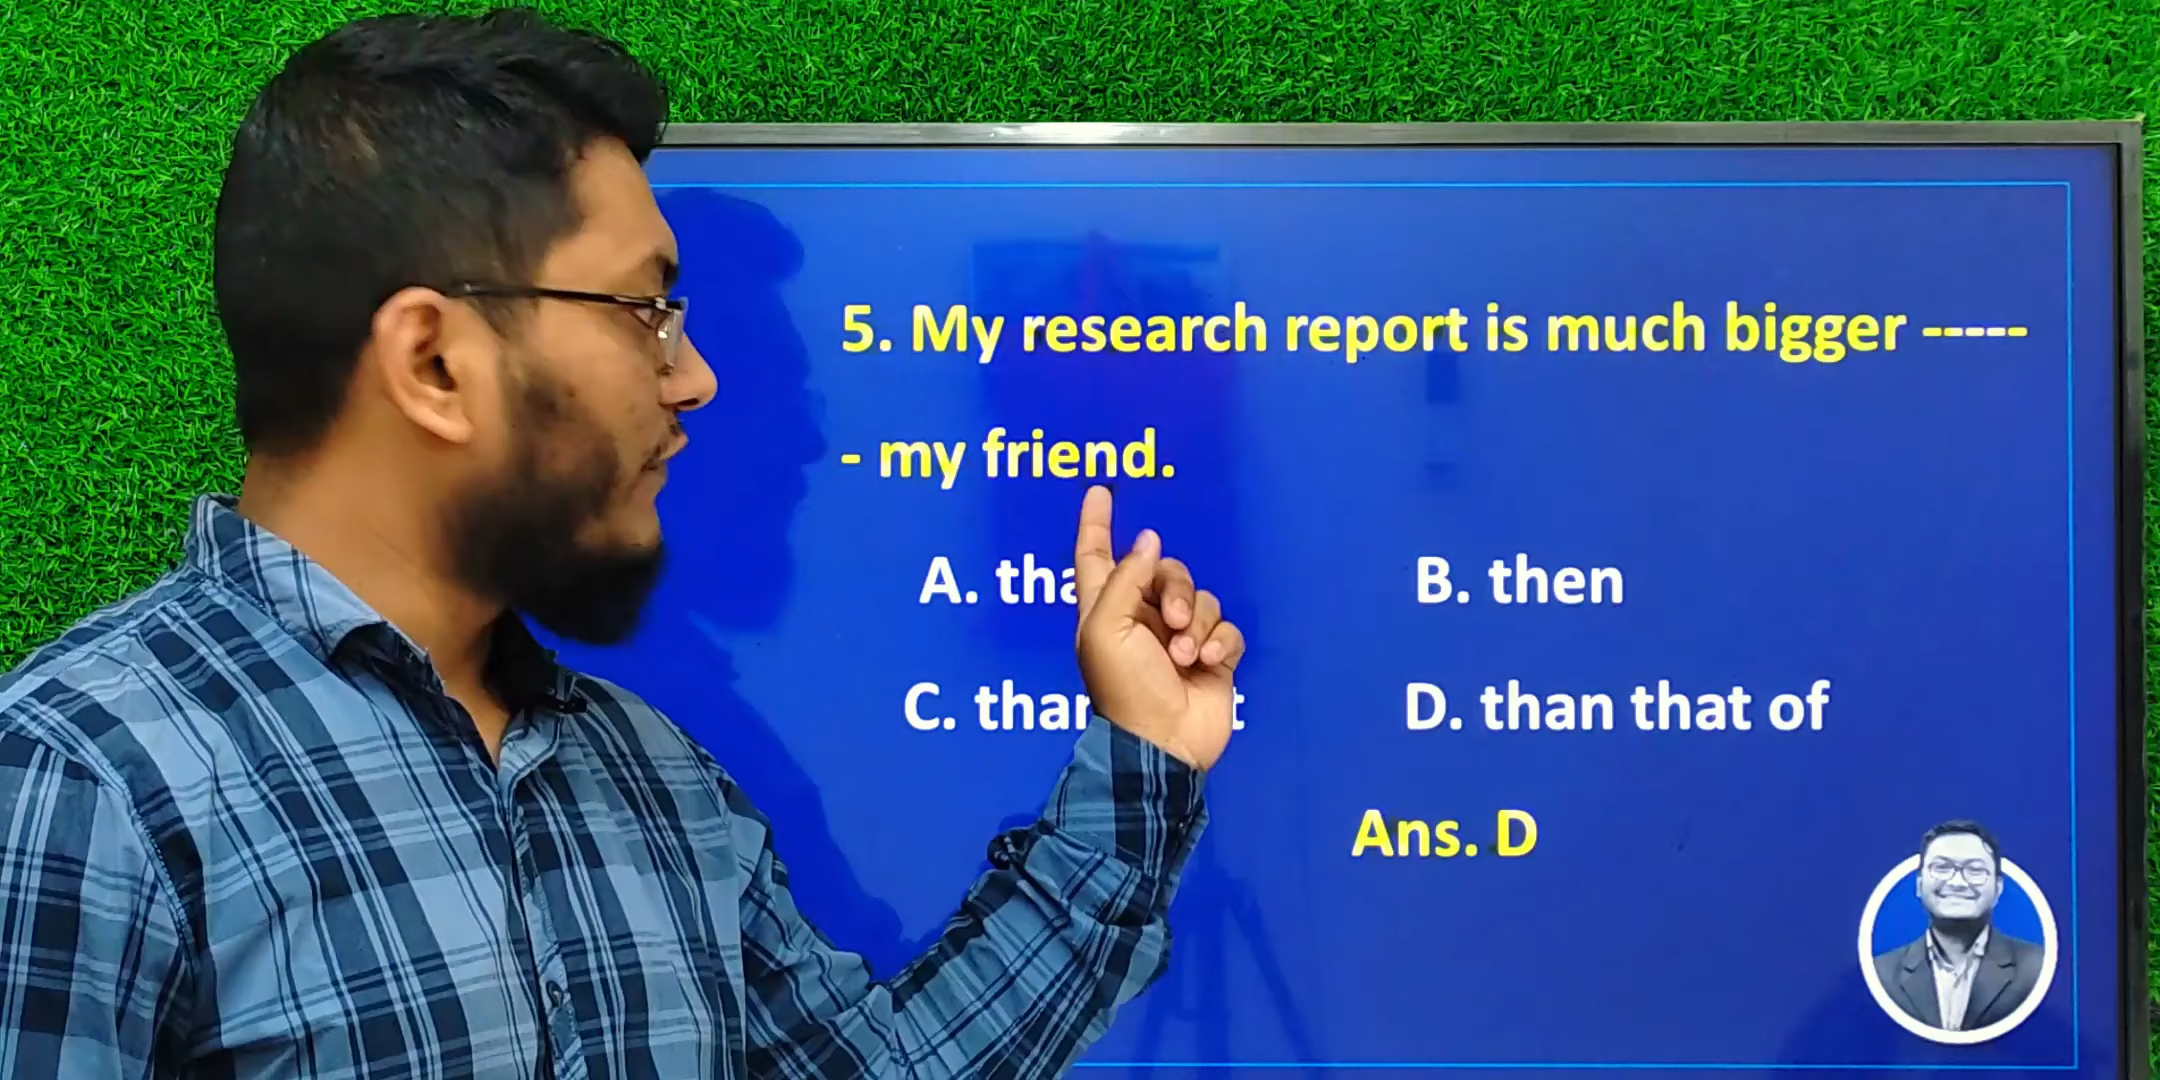 5. My research report is much bigger -----
- my friend.
A. B. then
C. D. than that of
Ans. D